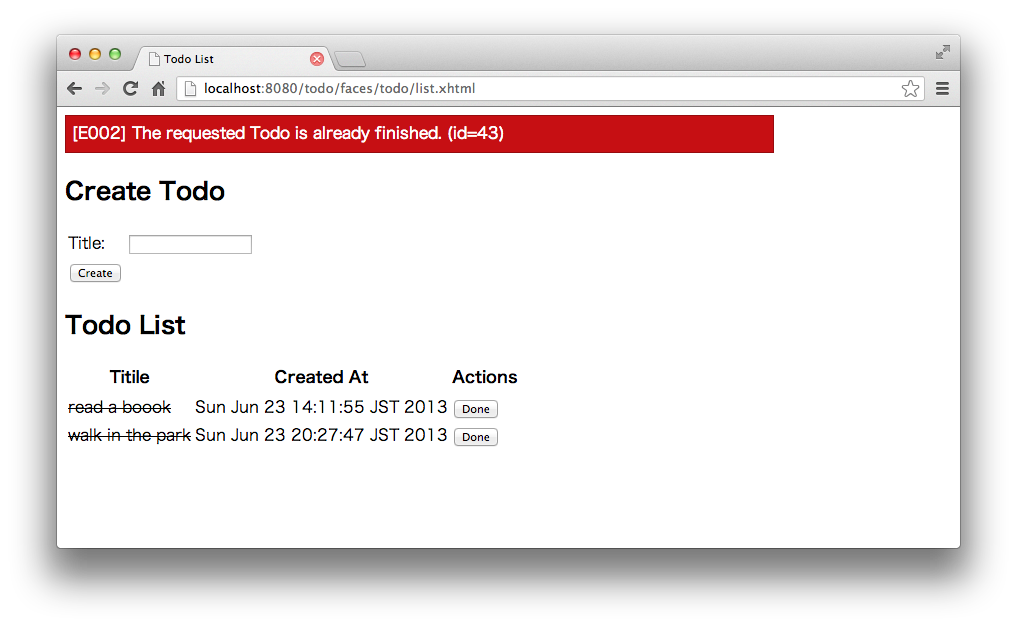 Todo List
localhost:8080/todo/faces/todo/list.xhtml
[E002] The requested Todo is already finished. (id=43)
Create Todo
Title:
Create
Todo List
Titile Created At Actions
read a boook Sun Jun 23 14:11:55 JST 2013 Done
walk in the park Sun Jun 23 20:27:47 JST 2013 Done